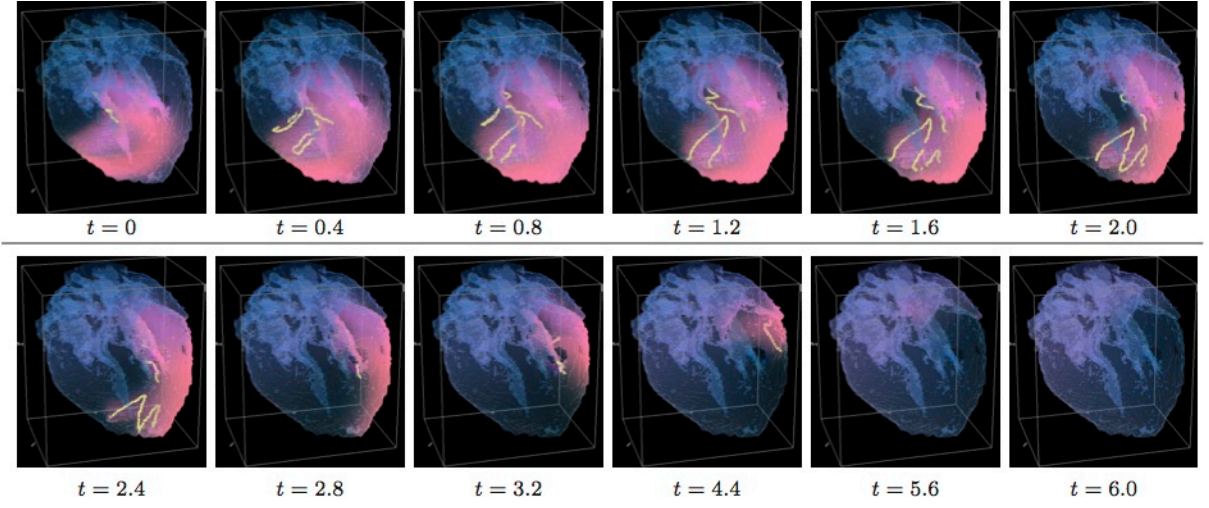 t = 0 t = 0.4 t = 0.8 t = 1.2 t = 1.6 t = 2.0
t = 2.4 t = 2.8 t = 3.2 t = 4.4 t = 5.6 t = 6.0